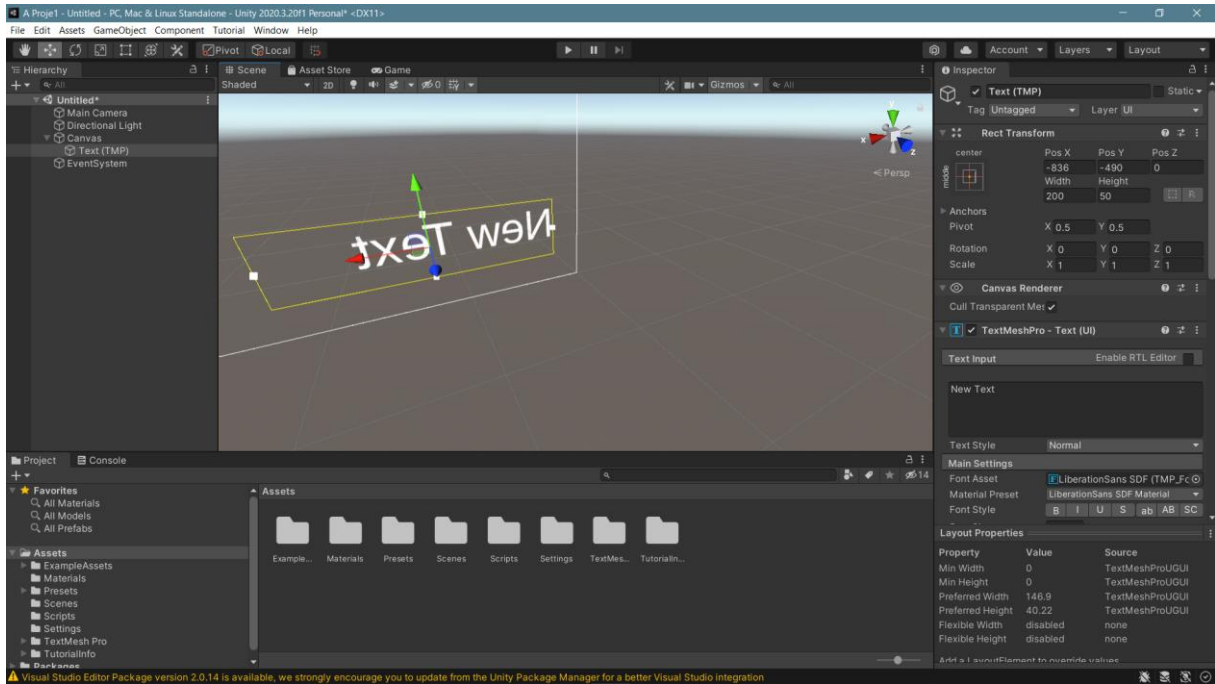 A Proje1 - Untitled - PC, Mac & Linux Standalone - Unity 2020.3.20f1 Personal* <DX11>
File Edit Assets GameObject Component Tutorial Window Help
Pivot Local
Account Layers Layout
Hierarchy
All
Untitled*
Main Camera
Directional Light
Canvas
Text (TMP)
EventSystem
Scene Asset Store Game
Shaded 2D 0 Gizmos All
y
x
z
Persp
New Text
Inspector
Text (TMP) Static
Tag Untagged Layer UI
Rect Transform
center Pos X Pos Y Pos Z
middle -836 -490 0
Width Height
200 50 R
Anchors
Pivot X 0.5 Y 0.5
Rotation X 0 Y 0 Z 0
Scale X 1 Y 1 Z 1
Canvas Renderer
Cull Transparent Me
TextMeshPro - Text (UI)
Text Input Enable RTL Editor
New Text
Text Style Normal
Main Settings
Font Asset LiberationSans SDF (TMP_Fo
Material Preset LiberationSans SDF Material
Font Style B I U S ab AB SC
Layout Properties
Property Value Source
Min Width 0 TextMeshProUGUI
Min Height 0 TextMeshProUGUI
Preferred Width 146.9 TextMeshProUGUI
Preferred Height 40.22 TextMeshProUGUI
Flexible Width disabled none
Flexible Height disabled none
Add a LayoutElement to override values
Project Console
14
Favorites
All Materials
All Models
All Prefabs
Assets
ExampleAssets
Materials
Presets
Scenes
Scripts
Settings
TextMesh Pro
TutorialInfo
Packages
Assets
Example... Materials Presets Scenes Scripts Settings TextMes... TutorialIn...
Visual Studio Editor Package version 2.0.14 is available, we strongly encourage you to update from the Unity Package Manager for a better Visual Studio integration